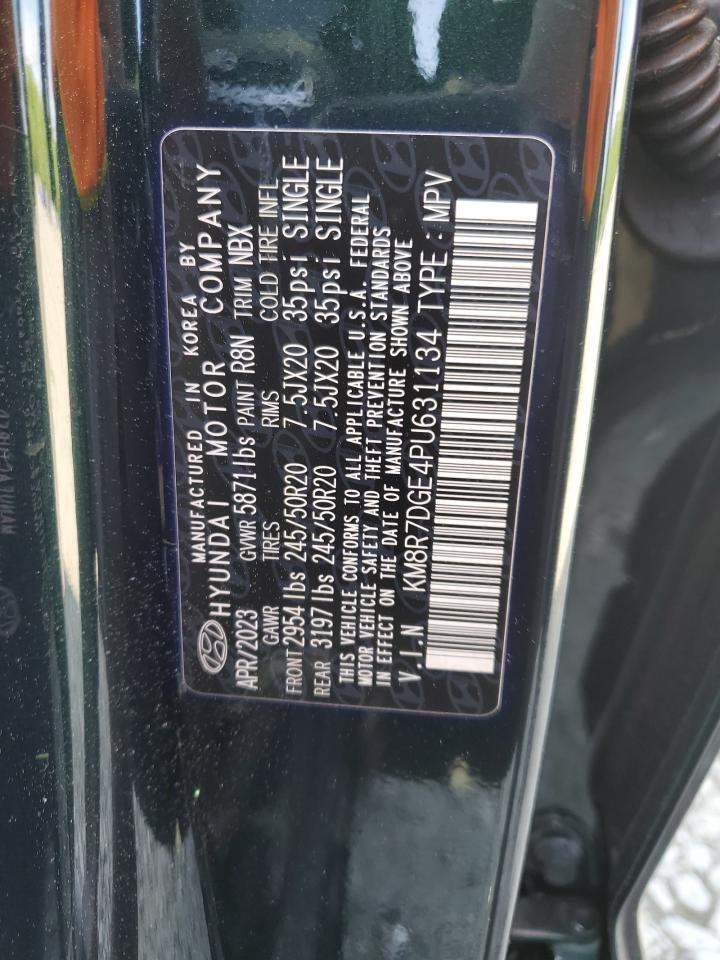 MANUFACTURED IN KOREA BY
HYUNDAI MOTOR COMPANY
APR/2023 GVWR 5871lbs PAINT R8N TRIM NBX
GAWR TIRES RIMS COLD TIRE INFL
FRONT 2954 lbs 245/50R20 7.5JX20 35psi SINGLE
REAR 3197 lbs 245/50R20 7.5JX20 35psi SINGLE
THIS VEHICLE CONFORMS TO ALL APPLICABLE U.S.A. FEDERAL
MOTOR VEHICLE SAFETY AND THEFT PREVENTION STANDARDS
IN EFFECT ON THE DATE OF MANUFACTURE SHOWN ABOVE
V.I.N KM8R7DGE4PU631134 TYPE : MPV